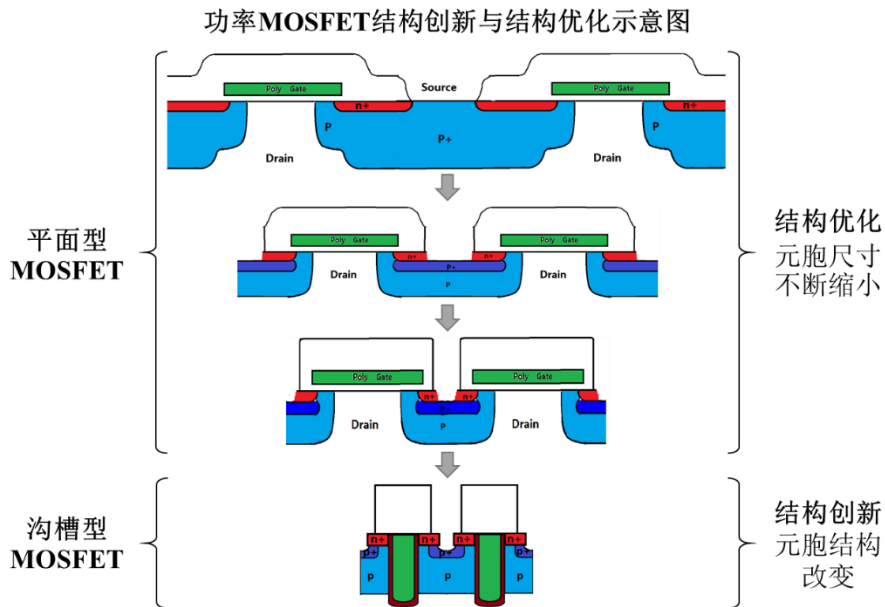 功率MOSFET结构创新与结构优化示意图
Poly Gate
Source
Poly Gate
n+
n+
P
P+
P
Drain
Drain
平面型
MOSFET
Poly Gate
Poly Gate
n+
n+
P+
Drain
P
Drain
结构优化
元胞尺寸
不断缩小
Poly Gate
Poly Gate
n+
n+
P
Drain
Drain
沟槽型
MOSFET
n+
n+
n+
n+
p+
p+
p+
p
p
p
结构创新
元胞结构
改变